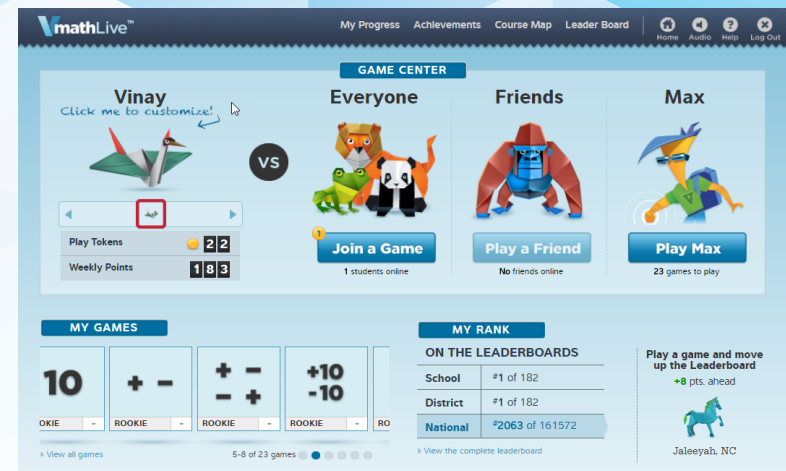 VmathLive™
My Progress Achievements Course Map Leader Board
Home Audio Help Log Out
GAME CENTER
Vinay
Click me to customize!
VS
Everyone
Friends
Max
Play Tokens 22
Weekly Points 183
1
Join a Game
1 students online
Play a Friend
No friends online
Play Max
23 games to play
MY GAMES
10
OKIE -
+ -
ROOKIE -
+ -
- +
ROOKIE -
+10
-10
ROOKIE -
RO
» View all games
5-8 of 23 games
MY RANK
ON THE LEADERBOARDS
School #1 of 182
District #1 of 182
National #2063 of 161572
» View the complete leaderboard
Play a game and move
up the Leaderboard
+8 pts. ahead
Jaleeyah, NC